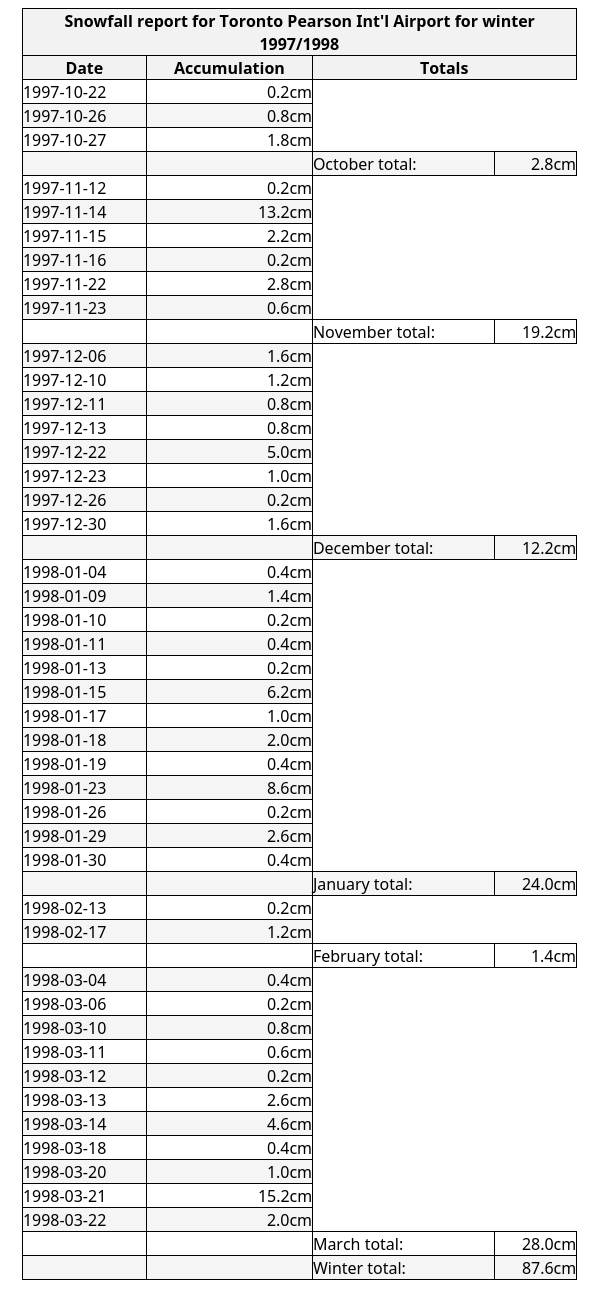 Snowfall report for Toronto Pearson Int'l Airport for winter
1997/1998
Date Accumulation Totals
1997-10-22 0.2cm
1997-10-26 0.8cm
1997-10-27 1.8cm
October total: 2.8cm
1997-11-12 0.2cm
1997-11-14 13.2cm
1997-11-15 2.2cm
1997-11-16 0.2cm
1997-11-22 2.8cm
1997-11-23 0.6cm
November total: 19.2cm
1997-12-06 1.6cm
1997-12-10 1.2cm
1997-12-11 0.8cm
1997-12-13 0.8cm
1997-12-22 5.0cm
1997-12-23 1.0cm
1997-12-26 0.2cm
1997-12-30 1.6cm
December total: 12.2cm
1998-01-04 0.4cm
1998-01-09 1.4cm
1998-01-10 0.2cm
1998-01-11 0.4cm
1998-01-13 0.2cm
1998-01-15 6.2cm
1998-01-17 1.0cm
1998-01-18 2.0cm
1998-01-19 0.4cm
1998-01-23 8.6cm
1998-01-26 0.2cm
1998-01-29 2.6cm
1998-01-30 0.4cm
January total: 24.0cm
1998-02-13 0.2cm
1998-02-17 1.2cm
February total: 1.4cm
1998-03-04 0.4cm
1998-03-06 0.2cm
1998-03-10 0.8cm
1998-03-11 0.6cm
1998-03-12 0.2cm
1998-03-13 2.6cm
1998-03-14 4.6cm
1998-03-18 0.4cm
1998-03-20 1.0cm
1998-03-21 15.2cm
1998-03-22 2.0cm
March total: 28.0cm
Winter total: 87.6cm